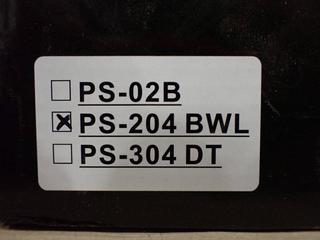 ☐ PS-02B
☒ PS-204 BWL
☐ PS-304 DT